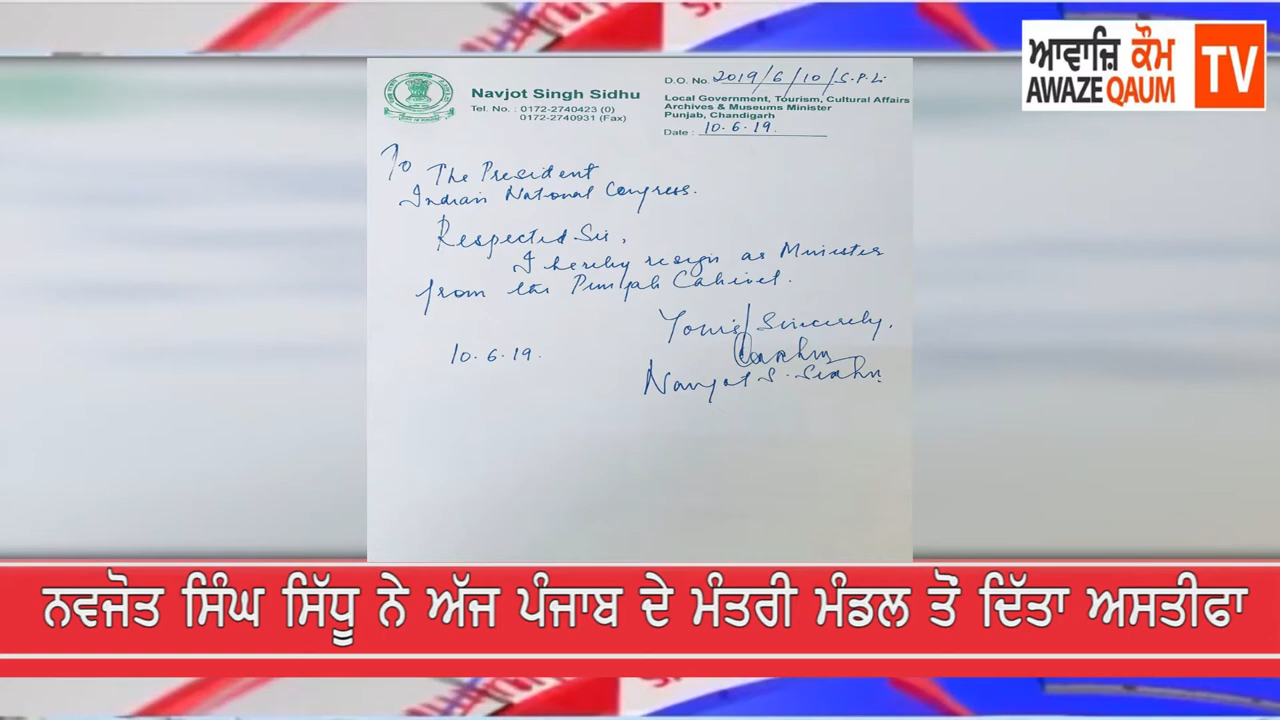 ਆਵਾਜ਼ਿ ਕੌਮ
AWAZE QAUM
TV
Navjot Singh Sidhu
Tel. No. : 0172-2740423 (0)
0172-2740931 (Fax)
D.O. No. 2019/6/10/S.P.L.
Local Government, Tourism, Cultural Affairs
Archives & Museums Minister
Punjab, Chandigarh
Date : 10.6.19.
To The President
Indian National Congress.
Respected Sir,
I hereby resign as Minister
from the Punjab Cabinet.
Yours Sincerely,
10.6.19.
Navjot S. Sidhu
ਨਵਜੋਤ ਸਿੰਘ ਸਿੱਧੂ ਨੇ ਅੱਜ ਪੰਜਾਬ ਦੇ ਮੰਤਰੀ ਮੰਡਲ ਤੋਂ ਦਿੱਤਾ ਅਸਤੀਫਾ